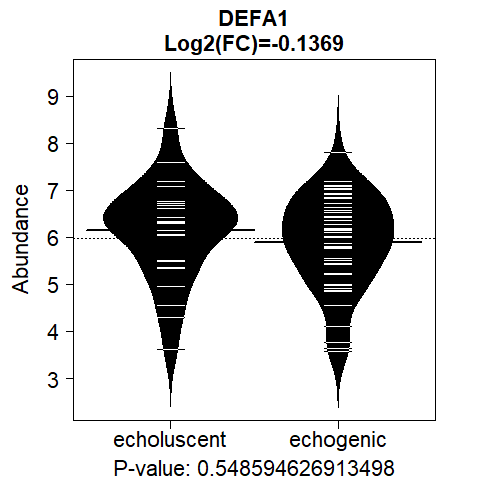 DEFA1
Log2(FC)=-0.1369
Abundance
9
8
7
6
5
4
3
echoluscent echogenic
P-value: 0.548594626913498